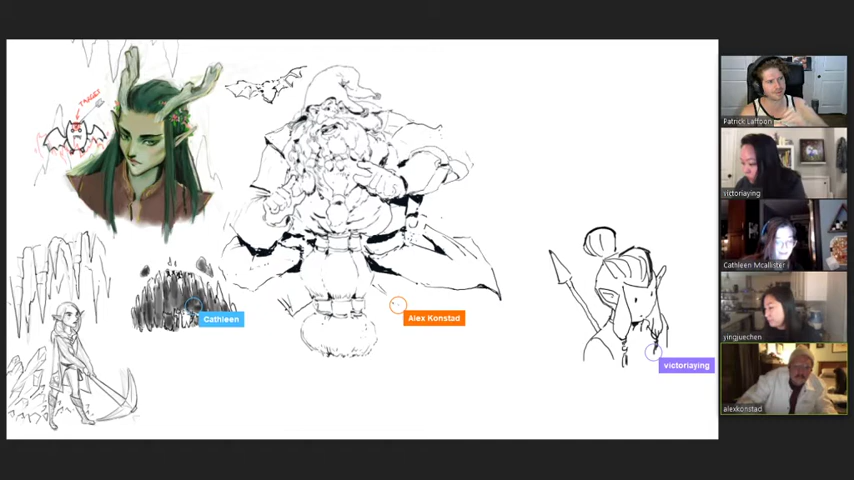 TARGET
Cathleen
Alex Konstad
victoriaying
Patrick Laffoon
victoriaying
Cathleen Mcallister
yingjuechen
alexkonstad